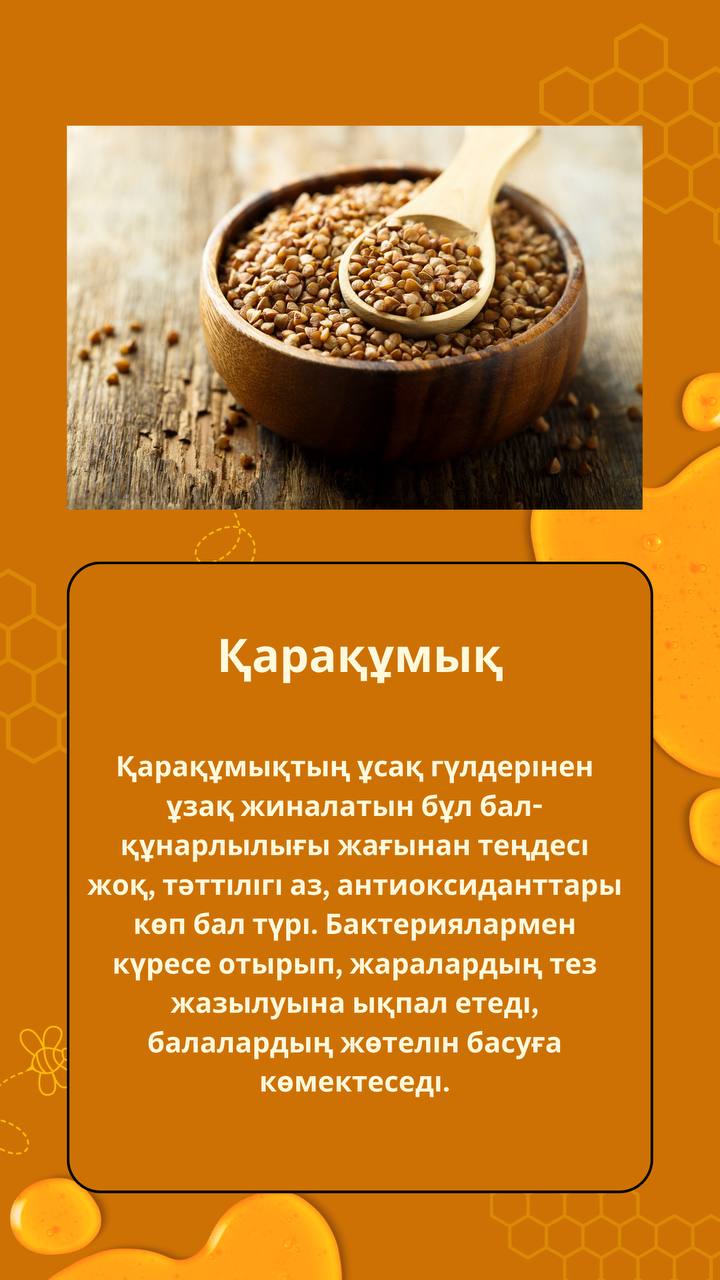 Қарақұмық
Қарақұмықтың ұсақ гүлдерінен
ұзақ жиналатын бұл бал-
құнарлылығы жағынан теңдесі
жоқ, тәттілігі аз, антиоксиданттары
көп бал түрі. Бактериялармен
күресе отырып, жаралардың тез
жазылуына ықпал етеді,
балалардың жөтелін басуға
көмектеседі.